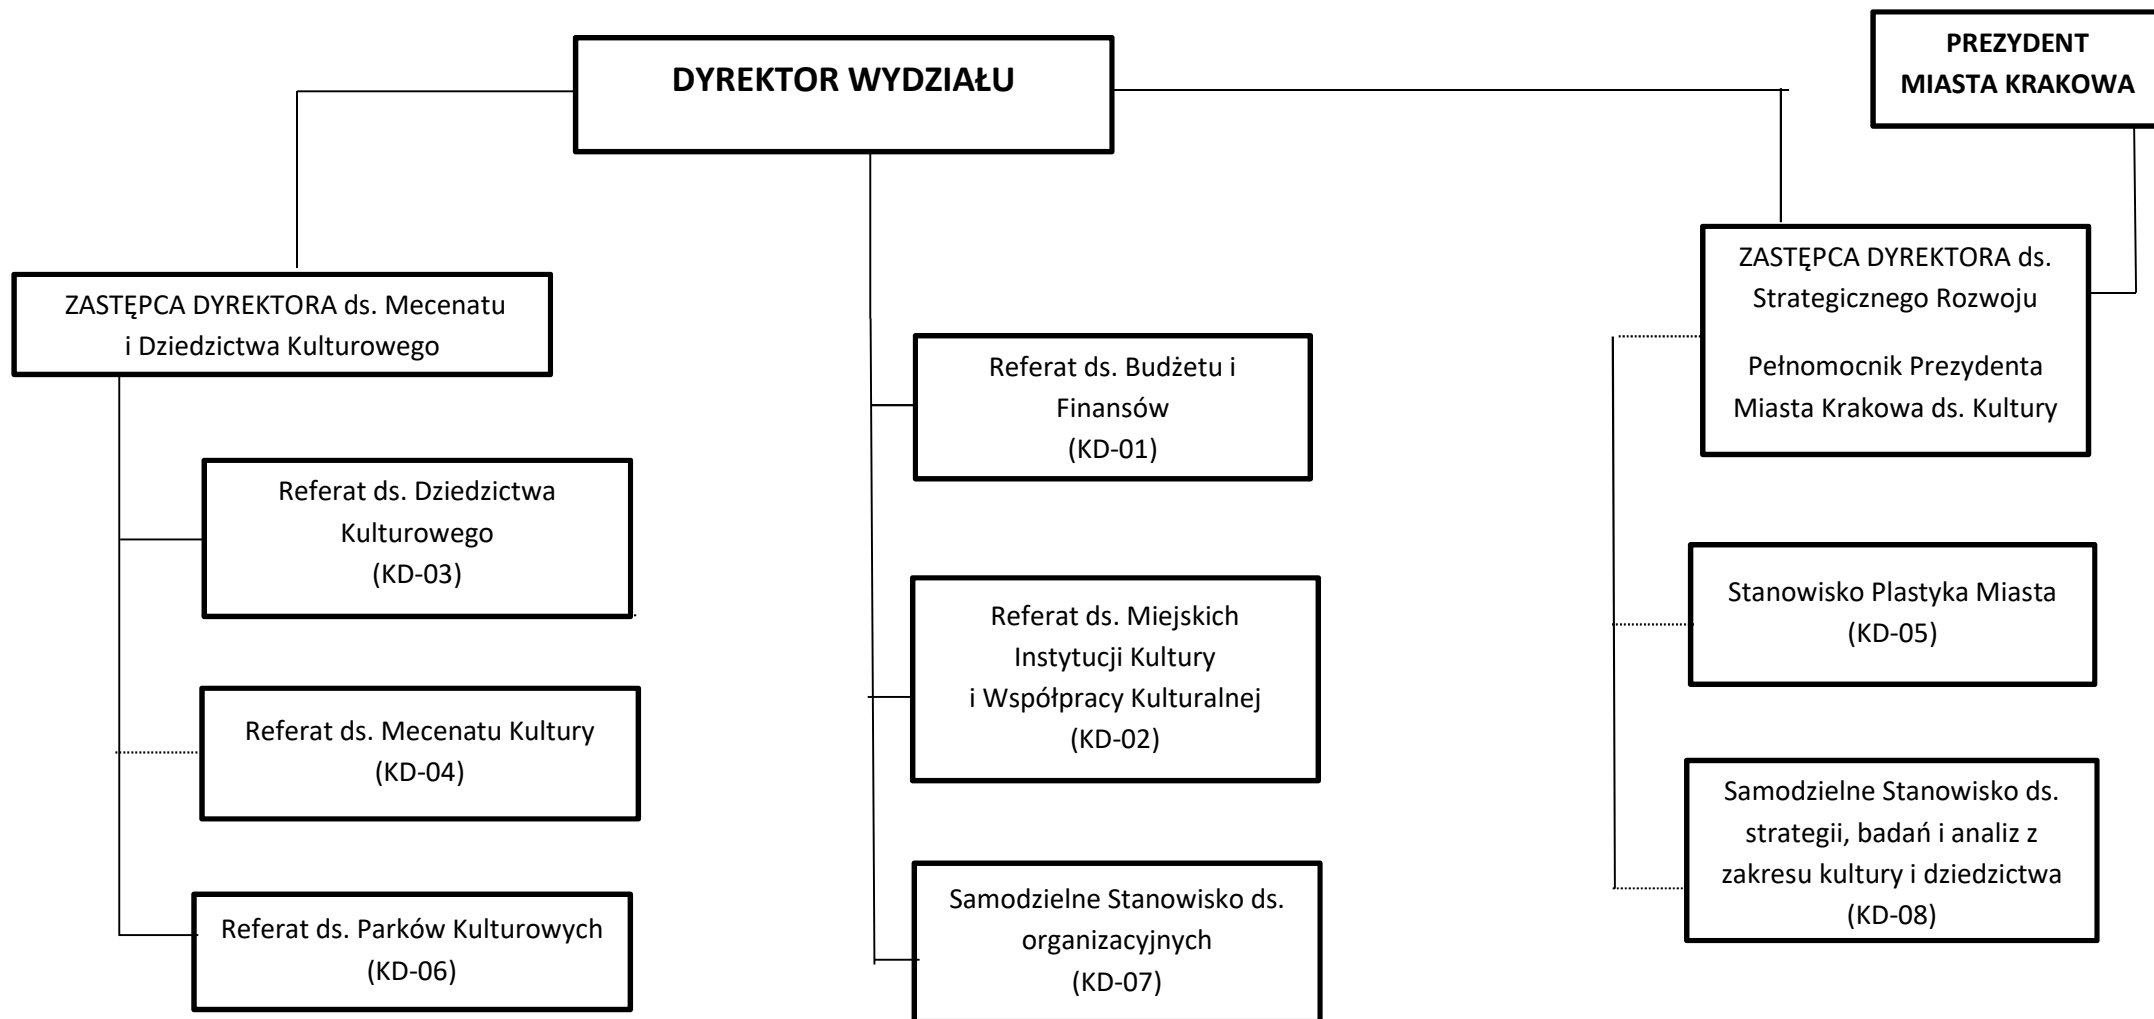 DYREKTOR WYDZIAŁU
PREZYDENT
MIASTA KRAKOWA
ZASTĘPCA DYREKTORA ds. Mecenatu
i Dziedzictwa Kulturowego
Referat ds. Dziedzictwa
Kulturowego
(KD-03)
Referat ds. Mecenatu Kultury
(KD-04)
Referat ds. Parków Kulturowych
(KD-06)
Referat ds. Budżetu i
Finansów
(KD-01)
Referat ds. Miejskich
Instytucji Kultury
i Współpracy Kulturalnej
(KD-02)
Samodzielne Stanowisko ds.
organizacyjnych
(KD-07)
ZASTĘPCA DYREKTORA ds.
Strategicznego Rozwoju
Pełnomocnik Prezydenta
Miasta Krakowa ds. Kultury
Stanowisko Plastyka Miasta
(KD-05)
Samodzielne Stanowisko ds.
strategii, badań i analiz z
zakresu kultury i dziedzictwa
(KD-08)